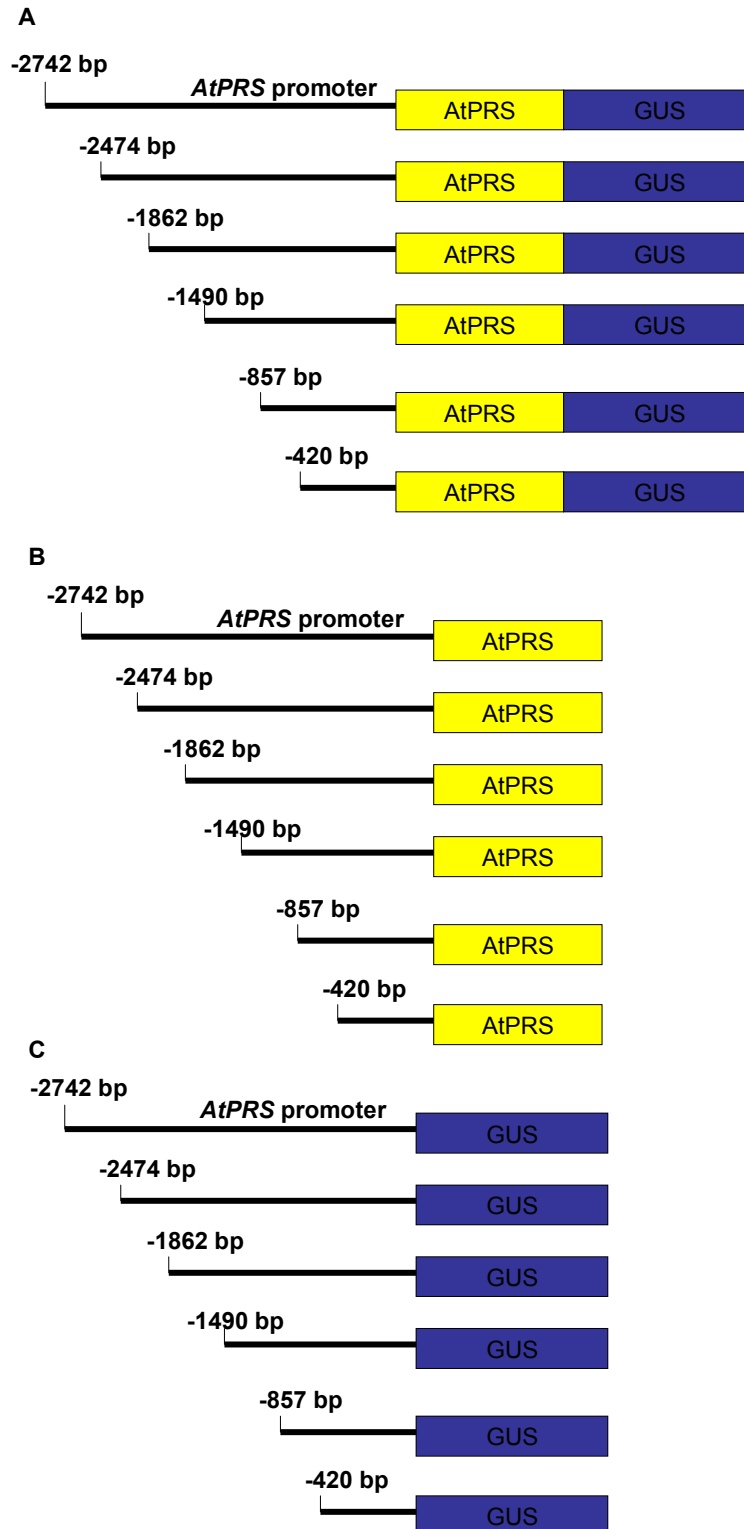 A
-2742 bp
AtPRS promoter
AtPRS GUS
-2474 bp
AtPRS GUS
-1862 bp
AtPRS GUS
-1490 bp
AtPRS GUS
-857 bp
AtPRS GUS
-420 bp
AtPRS GUS
B
-2742 bp
AtPRS promoter
AtPRS
-2474 bp
AtPRS
-1862 bp
AtPRS
-1490 bp
AtPRS
-857 bp
AtPRS
-420 bp
AtPRS
C
-2742 bp
AtPRS promoter
GUS
-2474 bp
GUS
-1862 bp
GUS
-1490 bp
GUS
-857 bp
GUS
-420 bp
GUS